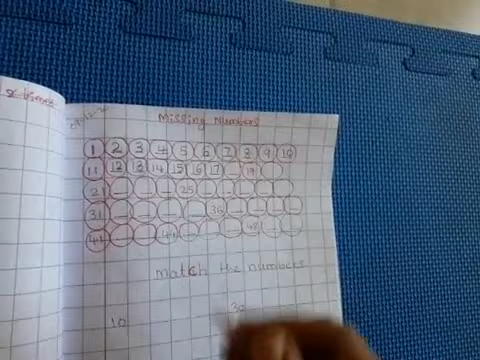 Missing Numbers
1 2 3 4 5 6 7 8 9 10
11 12 13 14 15 16 17 _ 19
21 _ _ _ 25 _ _ _ _
31 _ _ _ _ 36 _ _ _ _
41 _ _ 44 _ _ _ 48 _ _
match the numbers
30
10